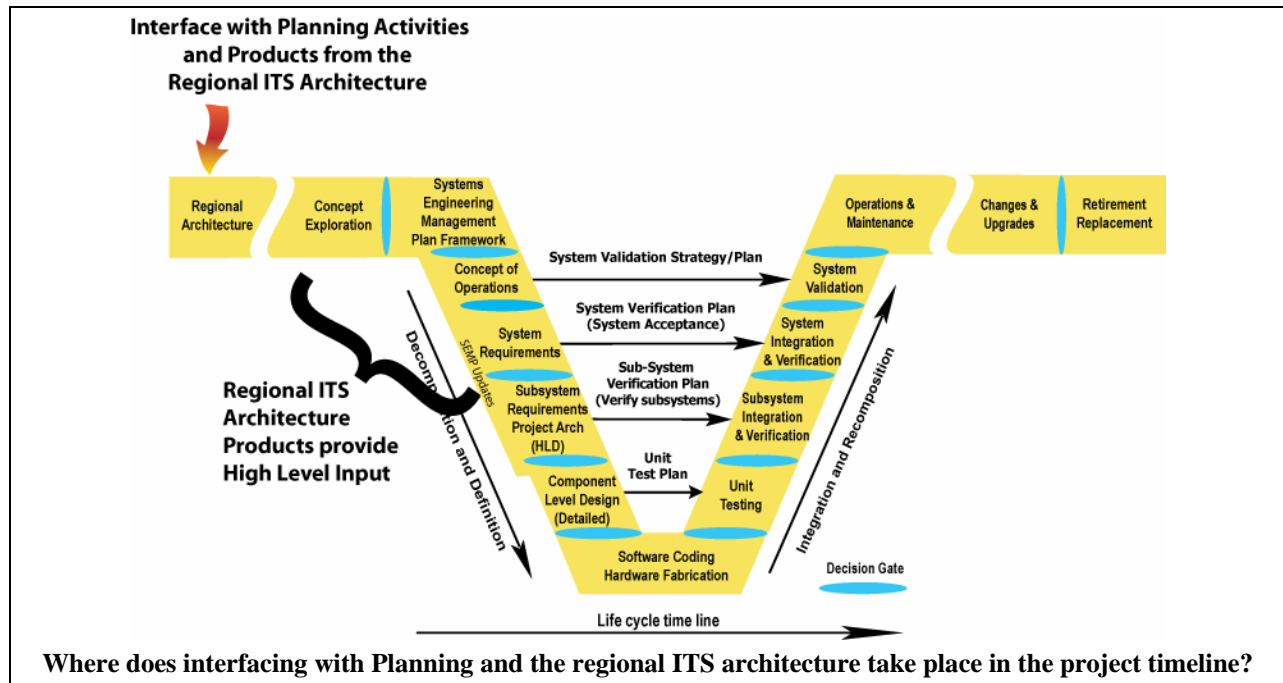 Interface with Planning Activities
and Products from the
Regional ITS Architecture
Regional
Architecture
Concept
Exploration
Systems
Engineering
Management
Plan Framework
Concept of
Operations
System
Requirements
Subsystem
Requirements
Project Arch
(HLD)
Component
Level Design
(Detailed)
SEMP Updates
Decomposition and Definition
Regional ITS
Architecture
Products provide
High Level Input
System Validation Strategy/Plan
System Verification Plan
(System Acceptance)
Sub-System
Verification Plan
(Verify subsystems)
Unit
Test Plan
Software Coding
Hardware Fabrication
Operations &
Maintenance
Changes &
Upgrades
Retirement
Replacement
System
Validation
System
Integration
& Verification
Subsystem
Integration
& Verification
Unit
Testing
Integration and Recomposition
Decision Gate
Life cycle time line
Where does interfacing with Planning and the regional ITS architecture take place in the project timeline?